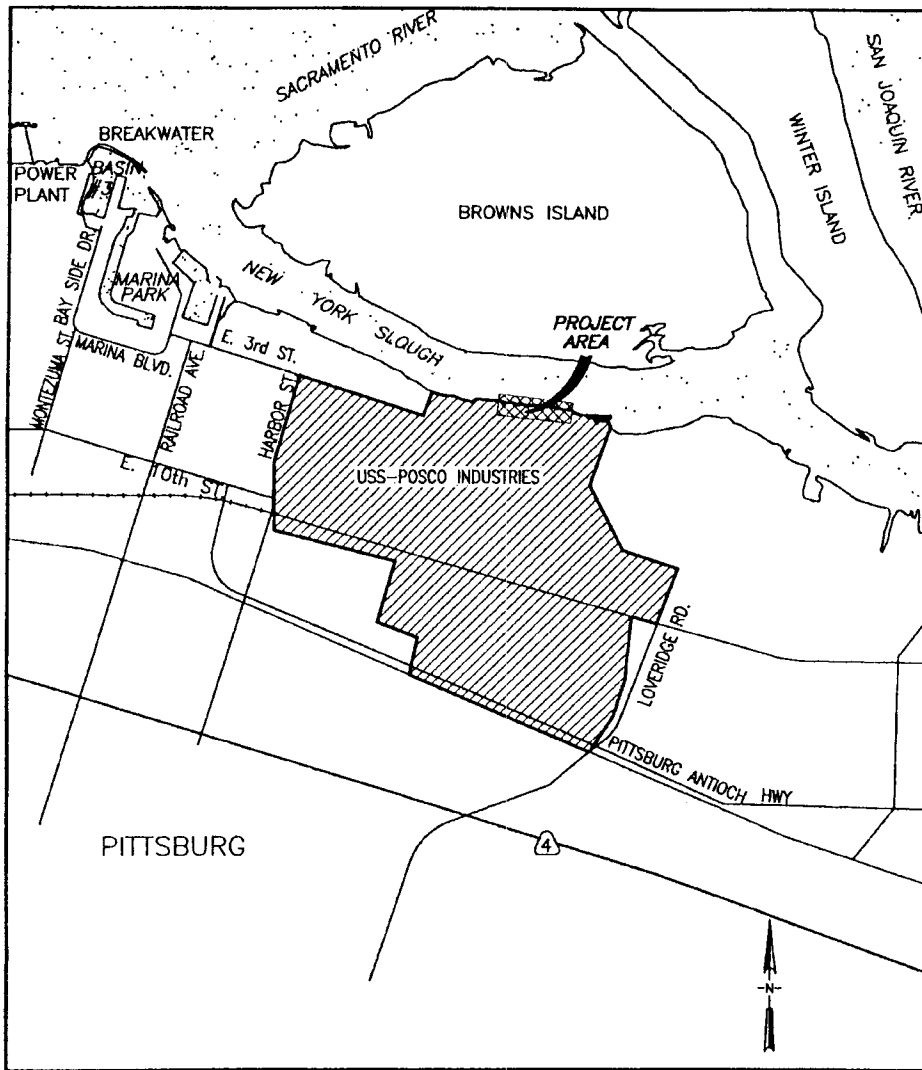 SACRAMENTO RIVER
SAN JOAQUIN RIVER
WINTER ISLAND
BREAKWATER
POWER
PLANT
BASIN
BROWNS ISLAND
MONTEZUMA ST.
BAY SIDE DR.
MARINA
PARK
NEW YORK SLOUGH
PROJECT
AREA
MARINA BLVD.
E. 3rd ST.
RAILROAD AVE.
HARBOR ST.
E. 10th ST.
USS-POSCO INDUSTRIES
LOVERIDGE RD.
PITTSBURG ANTIOCH HWY
PITTSBURG
4
-N-